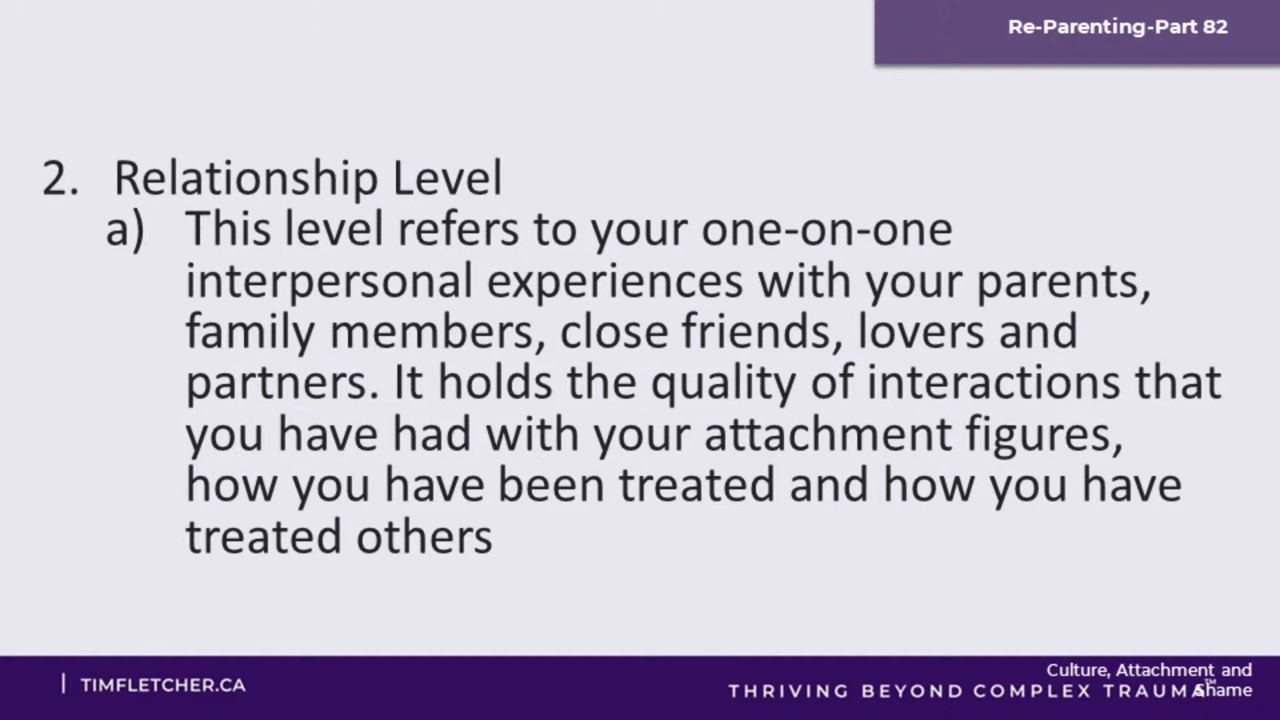 Re-Parenting-Part 82
2. Relationship Level
a) This level refers to your one-on-one
interpersonal experiences with your parents,
family members, close friends, lovers and
partners. It holds the quality of interactions that
you have had with your attachment figures,
how you have been treated and how you have
treated others
TIMFLETCHER.CA
Culture, Attachment and
Shame
THRIVING BEYOND COMPLEX TRAUMA™